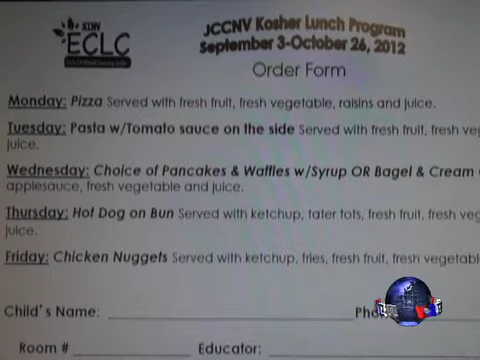 JCCNV Kosher Lunch Program
ECLC
September 3-October 26, 2012
Order Form
Monday: Pizza Served with fresh fruit, fresh vegetable, raisins and juice.
Tuesday: Pasta w/Tomato sauce on the side Served with fresh fruit, fresh veg
juice.
Wednesday: Choice of Pancakes & Waffles w/Syrup OR Bagel & Cream
applesauce, fresh vegetable and juice.
Thursday: Hot Dog on Bun Served with ketchup, tater tots, fresh fruit, fresh veg
juice.
Friday: Chicken Nuggets Served with ketchup, fries, fresh fruit, fresh vegetabl
Child's Name: Pho
Room # Educator: